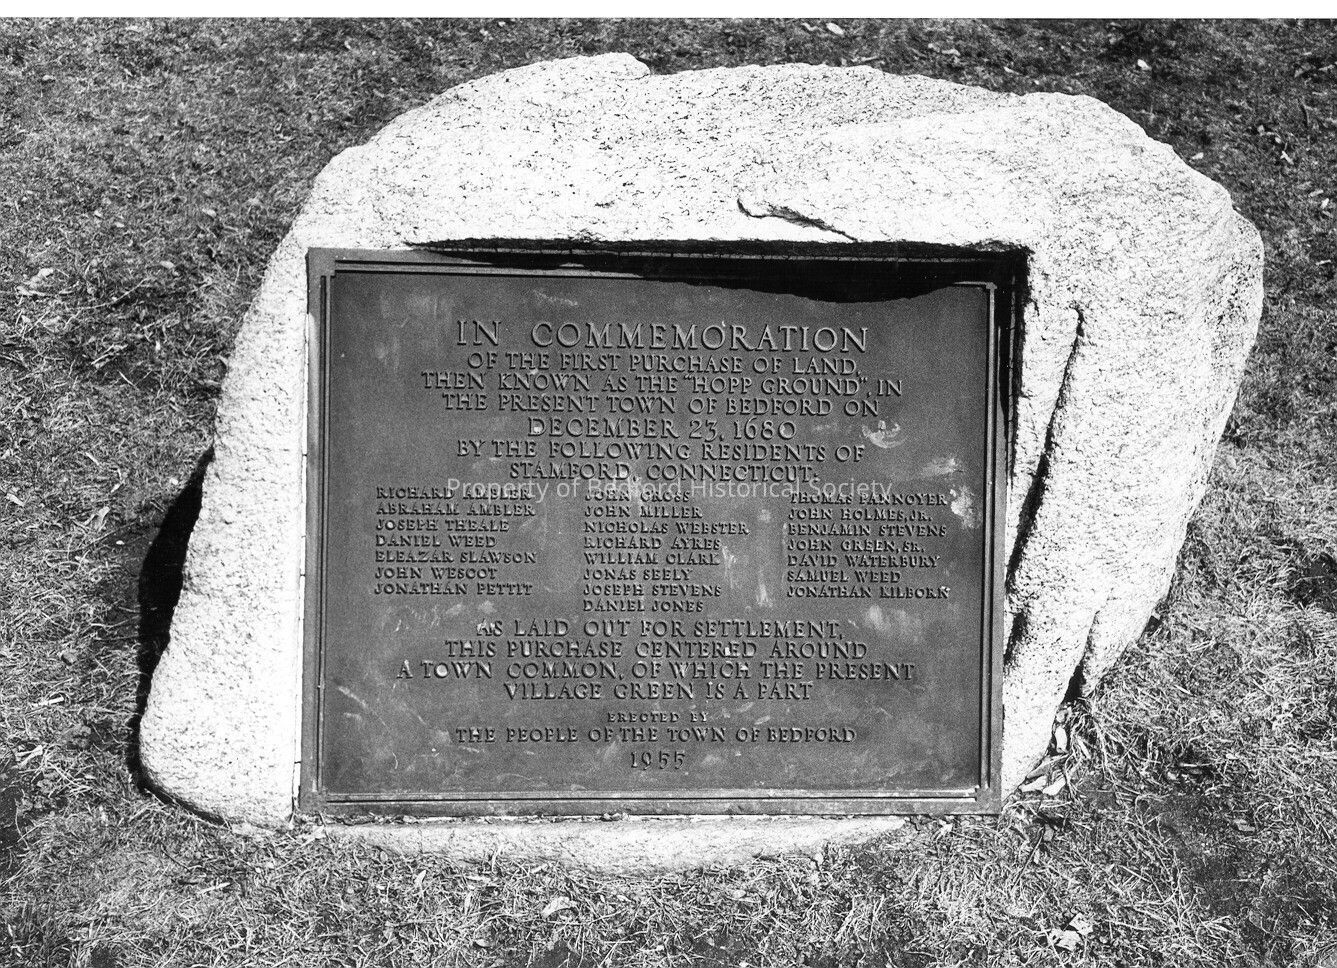 IN COMMEMORATION
OF THE FIRST PURCHASE OF LAND,
THEN KNOWN AS THE "HOPP GROUND", IN
THE PRESENT TOWN OF BEDFORD ON
DECEMBER 23, 1680
BY THE FOLLOWING RESIDENTS OF
STAMFORD, CONNECTICUT:
Property of Bedford Historical Society
RICHARD AMBLER
ABRAHAM AMBLER
JOSEPH THEALE
DANIEL WEED
ELEAZAR SLAWSON
JOHN WESCOT
JONATHAN PETTIT
JOHN CROSS
JOHN MILLER
NICHOLAS WEBSTER
RICHARD AYRES
WILLIAM CLARK
JONAS SEELY
JOSEPH STEVENS
DANIEL JONES
THOMAS PANNOYER
JOHN HOLMES, JR.
BENJAMIN STEVENS
JOHN GREEN, SR.
DAVID WATERBURY
SAMUEL WEED
JONATHAN KILBORN
AS LAID OUT FOR SETTLEMENT,
THIS PURCHASE CENTERED AROUND
A TOWN COMMON, OF WHICH THE PRESENT
VILLAGE GREEN IS A PART
ERECTED BY
THE PEOPLE OF THE TOWN OF BEDFORD
1955